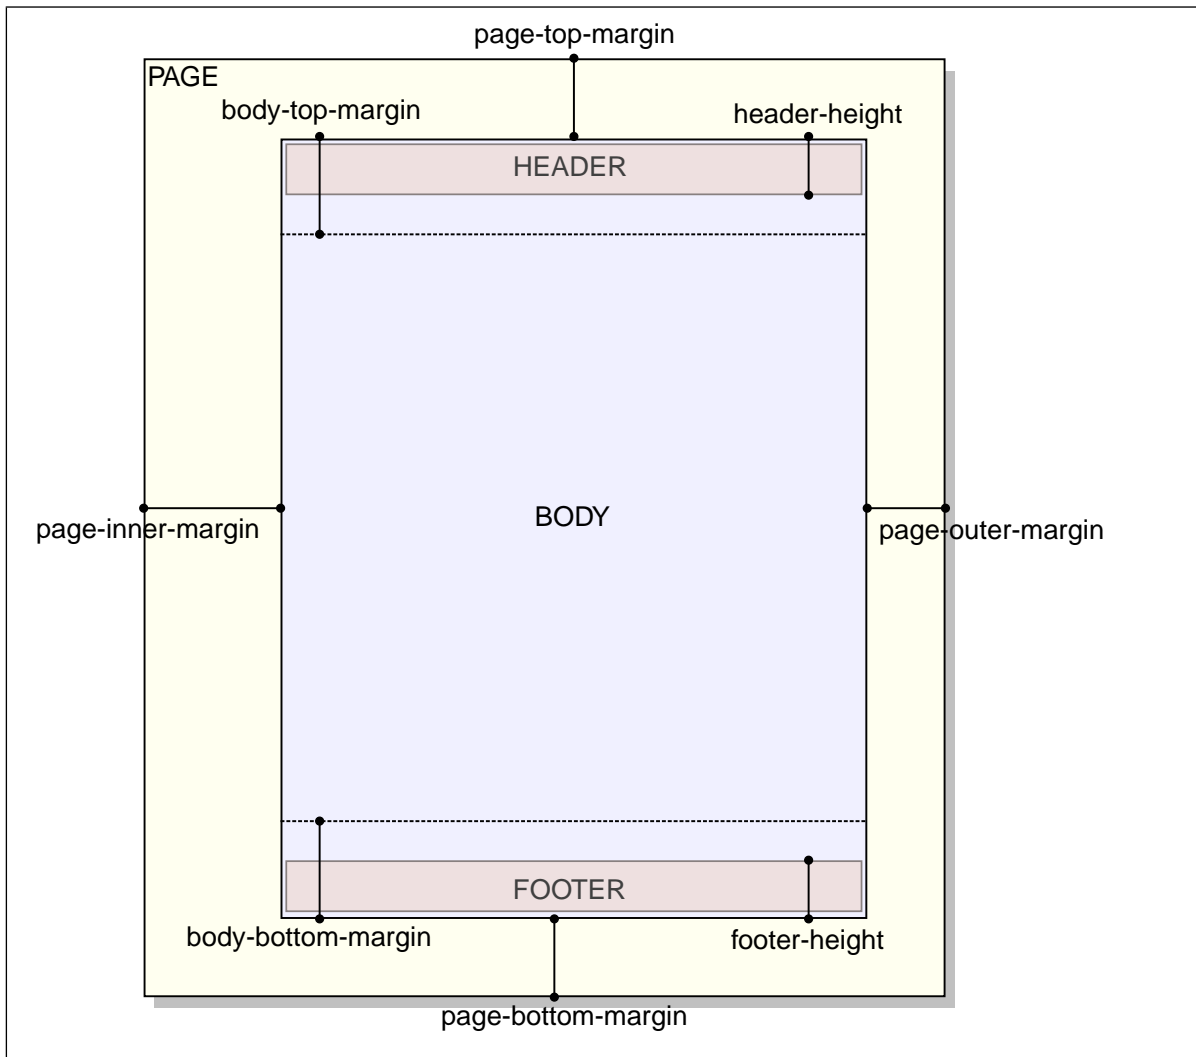 page-top-margin
PAGE
body-top-margin
header-height
HEADER
BODY
page-inner-margin
page-outer-margin
FOOTER
body-bottom-margin
footer-height
page-bottom-margin